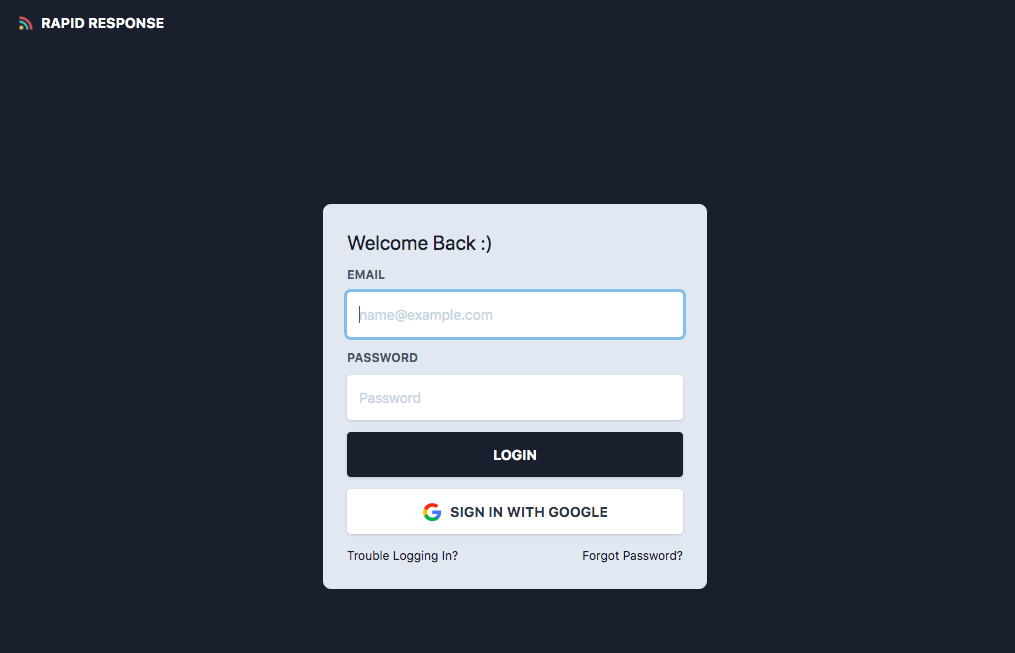 RAPID RESPONSE
Welcome Back :)
EMAIL
name@example.com
PASSWORD
Password
LOGIN
SIGN IN WITH GOOGLE
Trouble Logging In? Forgot Password?